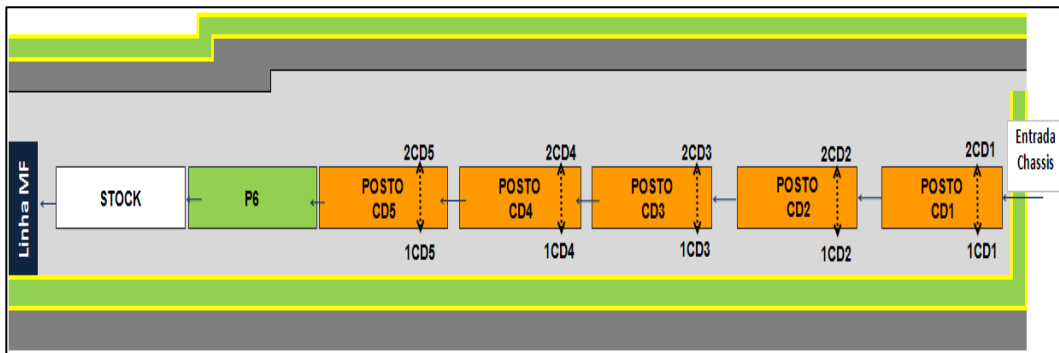 Entrada
Chassis
2CD5
2CD4
2CD3
2CD2
2CD1
Linha MF
STOCK
P6
POSTO
CD5
POSTO
CD4
POSTO
CD3
POSTO
CD2
POSTO
CD1
1CD5
1CD4
1CD3
1CD2
1CD1